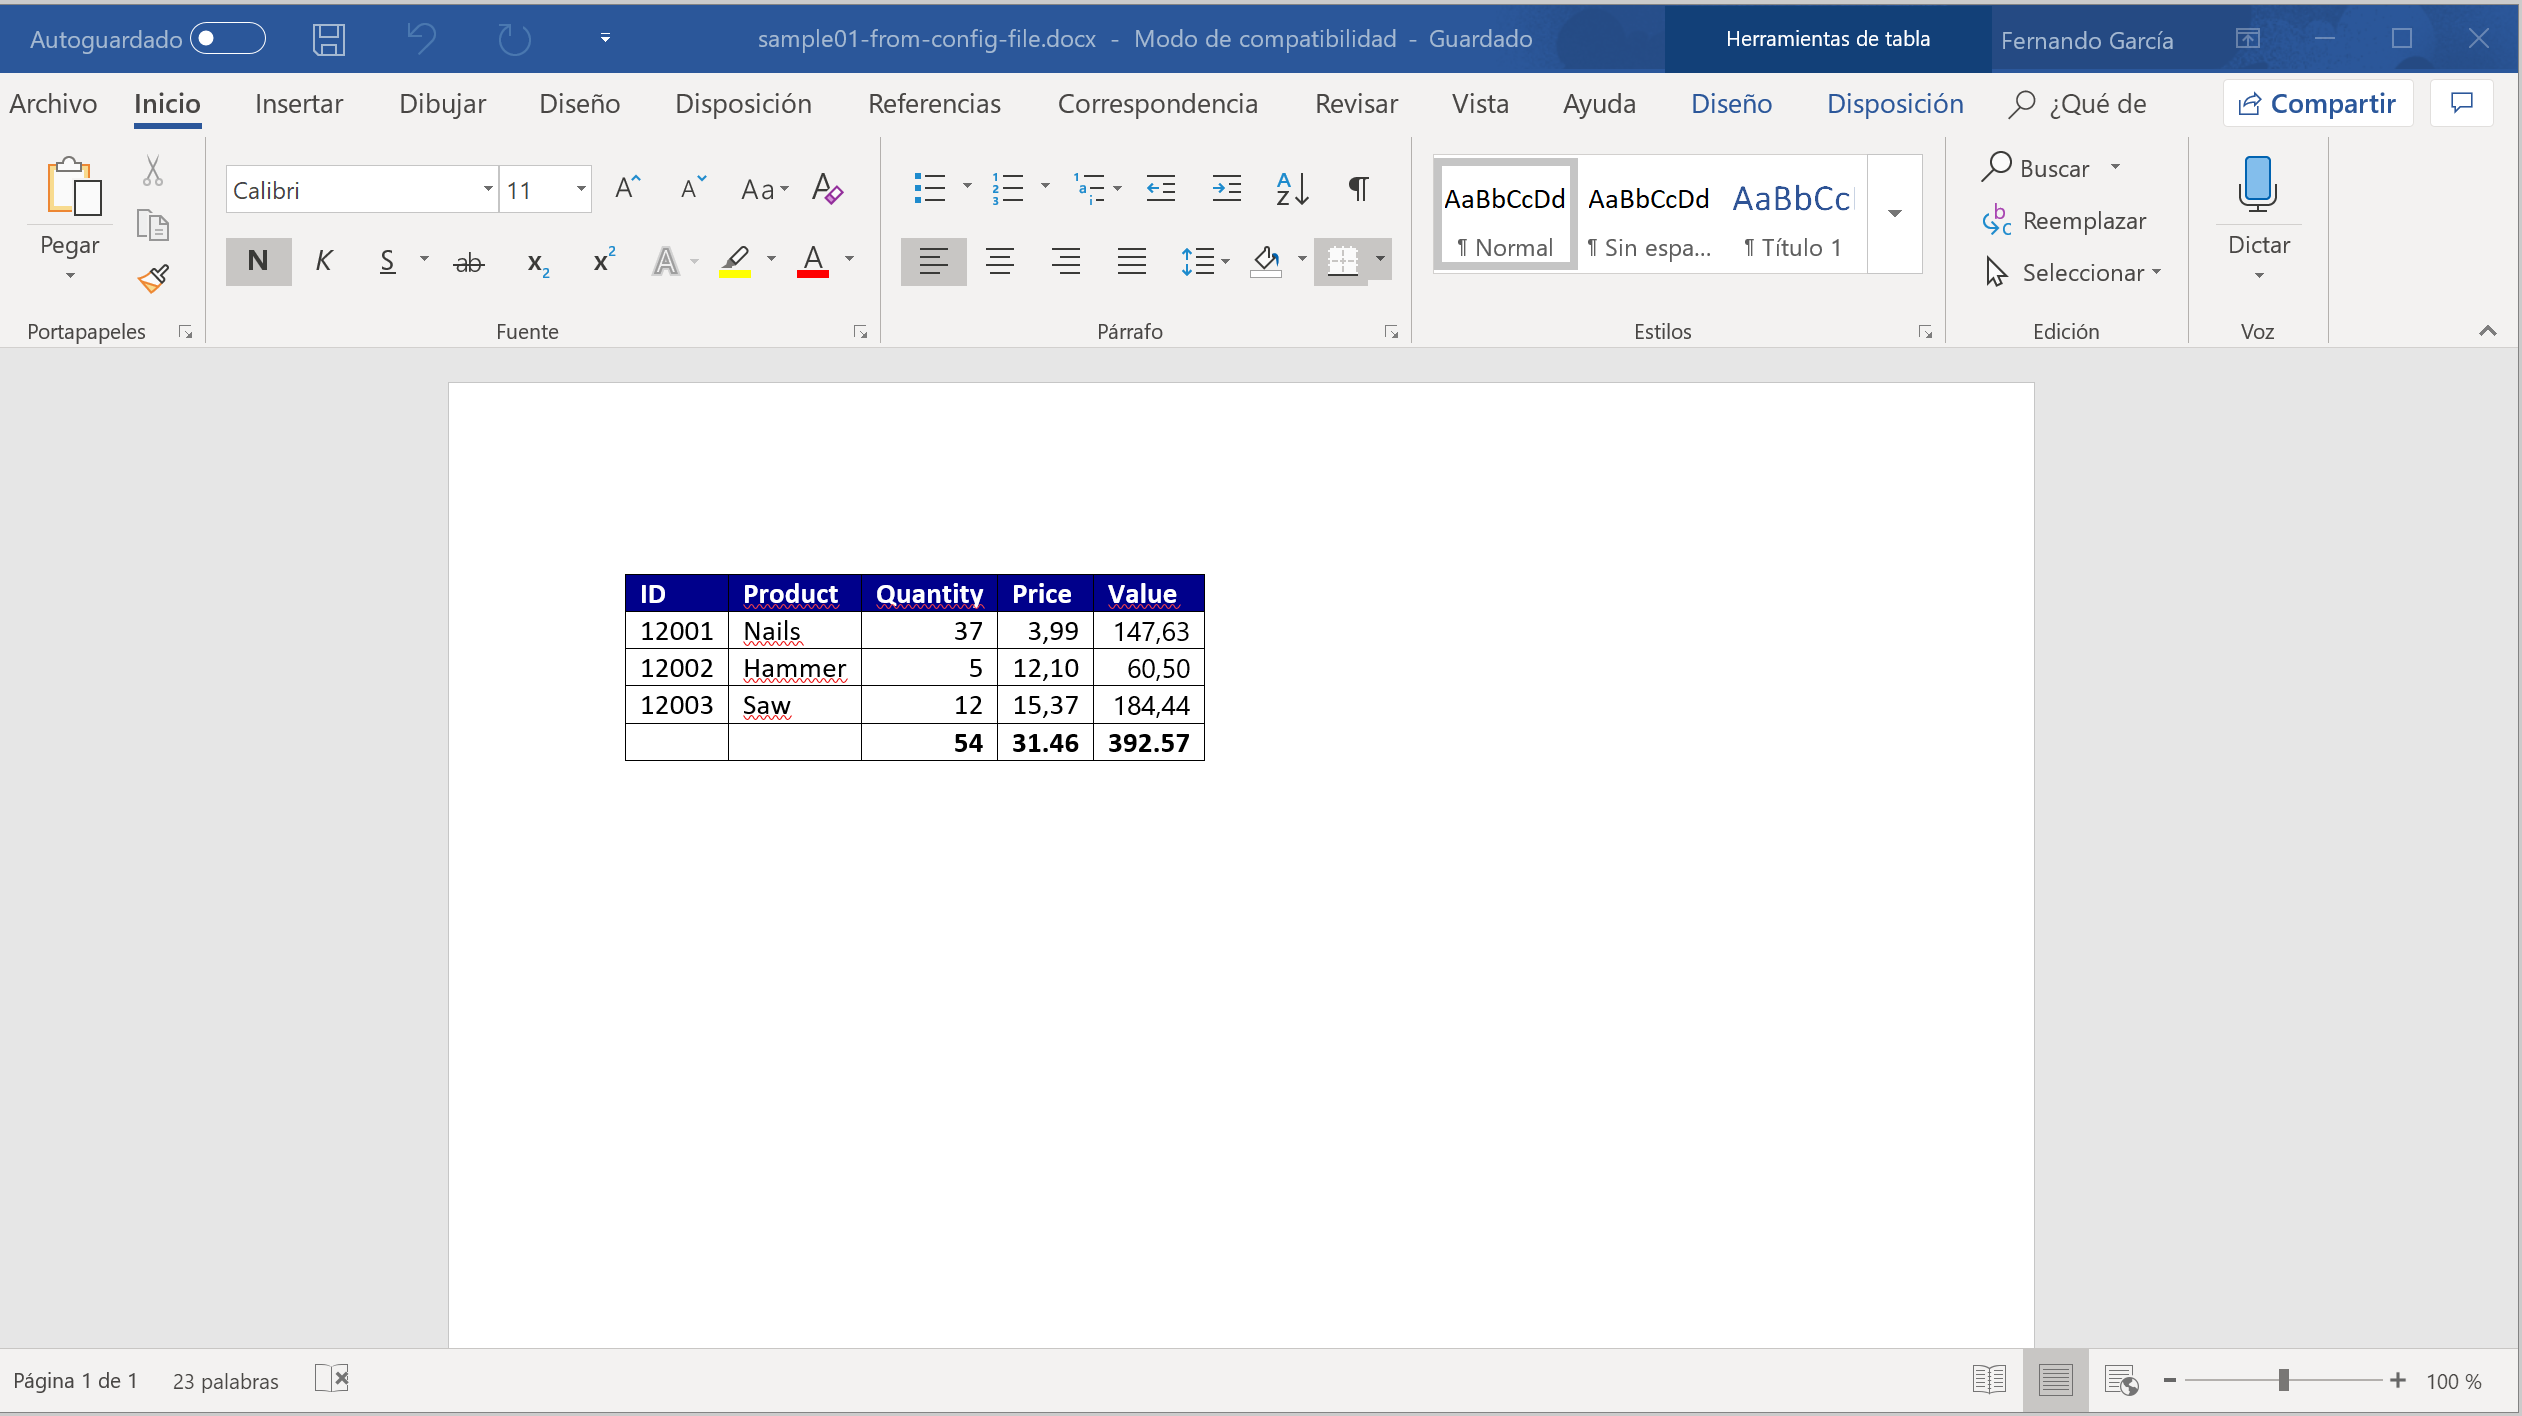 Autoguardado sample01-from-config-file.docx - Modo de compatibilidad - Guardado Herramientas de tabla Fernando García
Archivo Inicio Insertar Dibujar Diseño Disposición Referencias Correspondencia Revisar Vista Ayuda Diseño Disposición ¿Qué de Compartir
Calibri 11 A A Aa A
Pegar
N K S ab x2 x2 A A
AaBbCcDd AaBbCcDd AaBbCc
¶ Normal ¶ Sin espa... ¶ Título 1
Buscar
Reemplazar
Seleccionar
Dictar
Portapapeles Fuente Párrafo Estilos Edición Voz
ID Product Quantity Price Value
12001 Nails 37 3,99 147,63
12002 Hammer 5 12,10 60,50
12003 Saw 12 15,37 184,44
54 31.46 392.57
Página 1 de 1 23 palabras 100 %